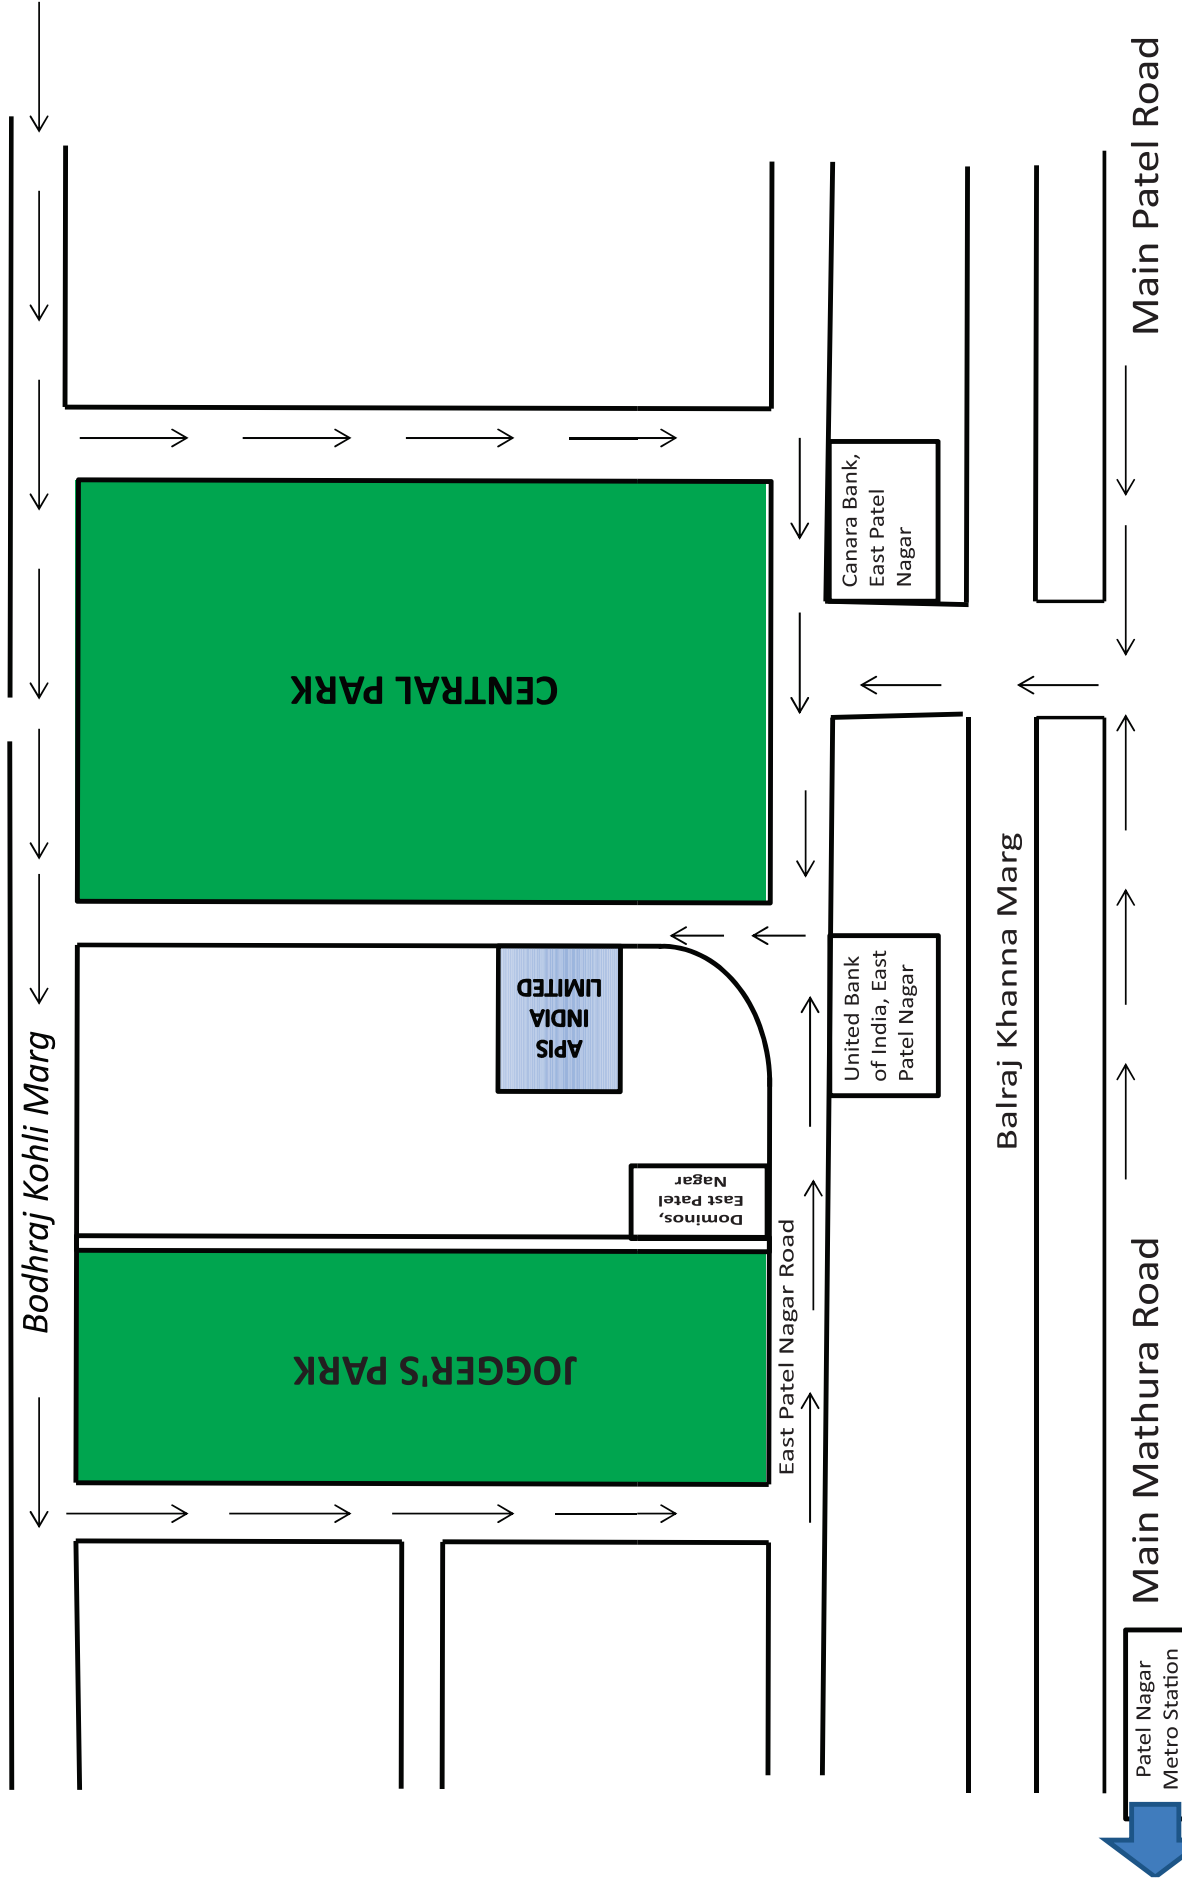 Bodhraj Kohli Marg
CENTRAL PARK
JOGGER'S PARK
APIS
INDIA
LIMITED
Dominos,
East Patel
Nagar
East Patel Nagar Road
Canara Bank,
East Patel
Nagar
United Bank
of India, East
Patel Nagar
Balraj Khanna Marg
Main Patel Road
Main Mathura Road
Patel Nagar
Metro Station